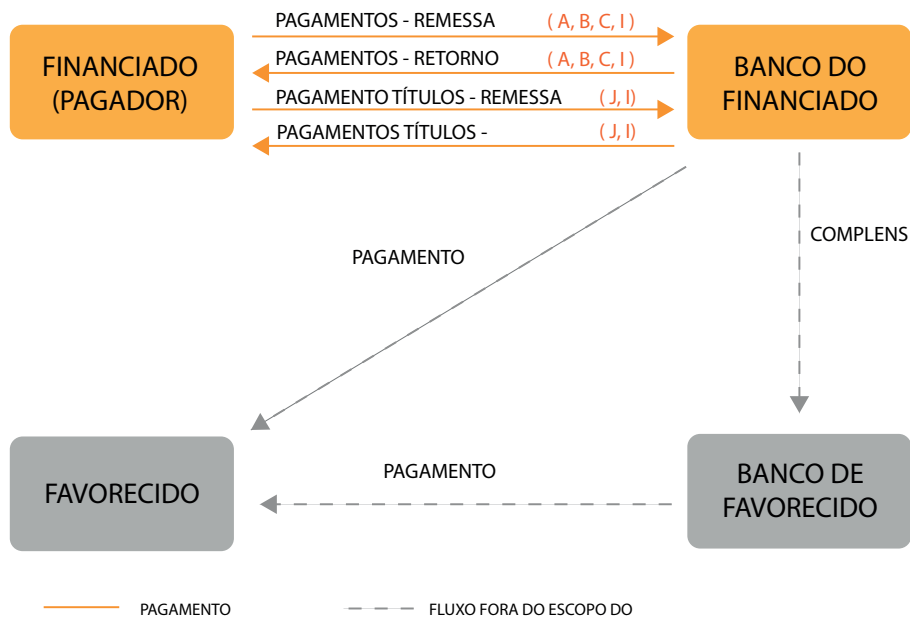 FINANCIADO
(PAGADOR)
PAGAMENTOS - REMESSA ( A, B, C, I )
PAGAMENTOS - RETORNO ( A, B, C, I )
PAGAMENTO TÍTULOS - REMESSA ( J, I)
PAGAMENTOS TÍTULOS - ( J, I)
BANCO DO
FINANCIADO
PAGAMENTO
COMPLENS
FAVORECIDO
PAGAMENTO
BANCO DE
FAVORECIDO
PAGAMENTO
FLUXO FORA DO ESCOPO DO